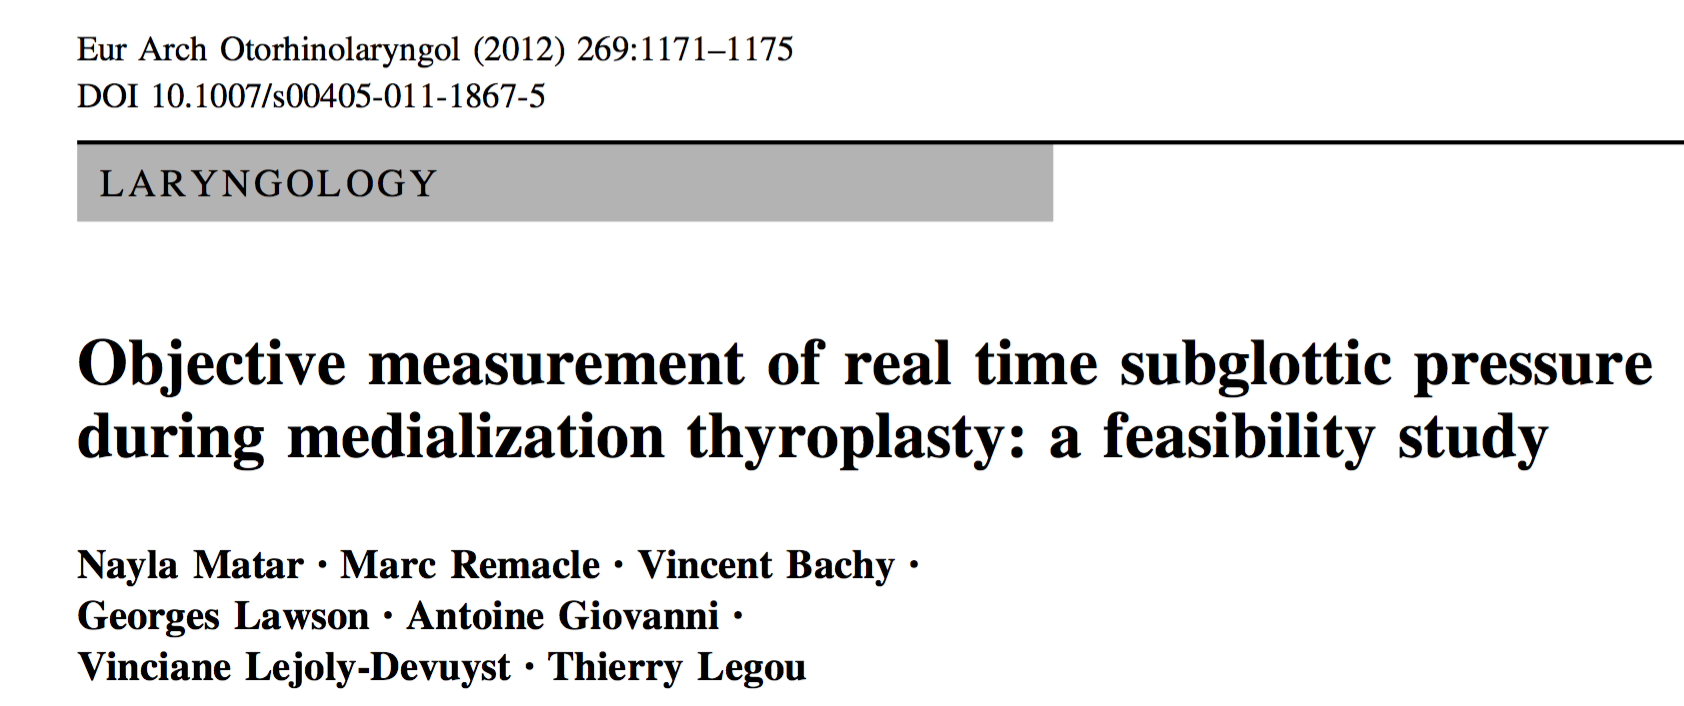 Eur Arch Otorhinolaryngol (2012) 269:1171–1175
DOI 10.1007/s00405-011-1867-5
LARYNGOLOGY
Objective measurement of real time subglottic pressure
during medialization thyroplasty: a feasibility study
Nayla Matar · Marc Remacle · Vincent Bachy ·
Georges Lawson · Antoine Giovanni ·
Vinciane Lejoly-Devuyst · Thierry Legou